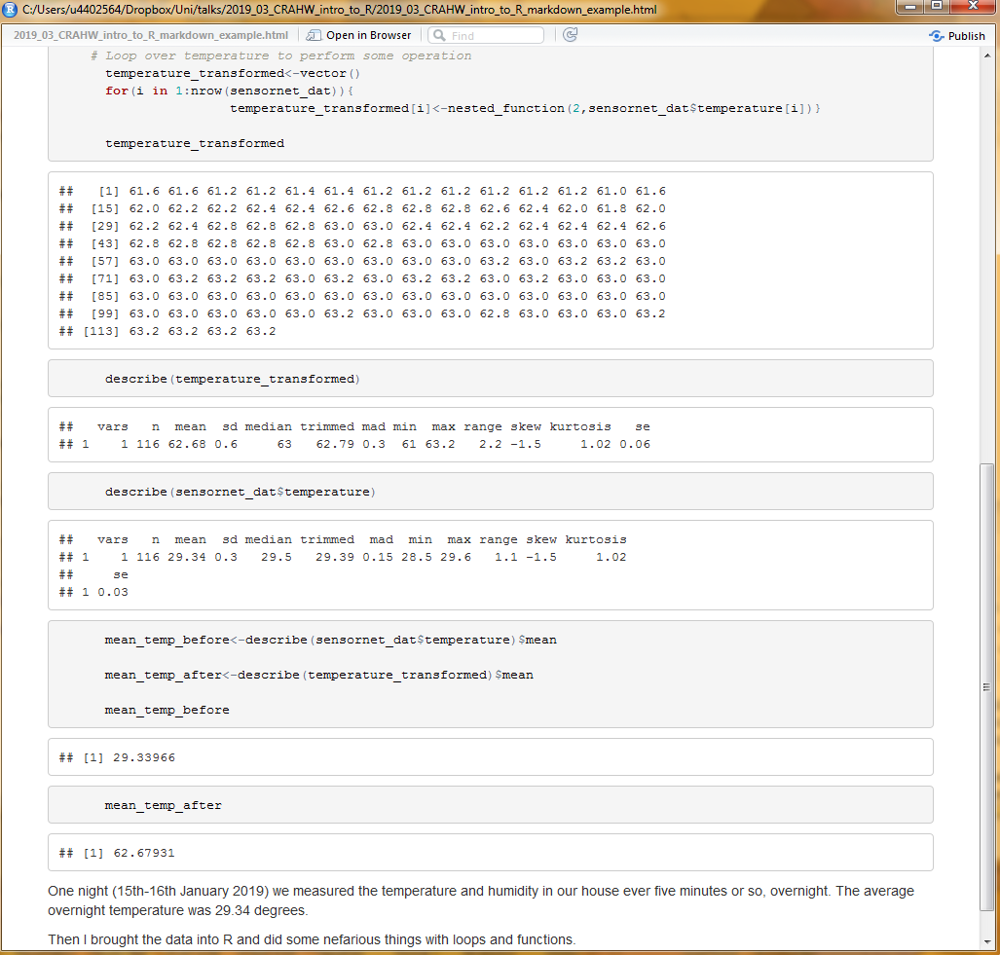 C:/Users/u4402564/Dropbox/Uni/talks/2019_03_CRAHW_intro_to_R/2019_03_CRAHW_intro_to_R_markdown_example.html
2019_03_CRAHW_intro_to_R_markdown_example.html Open in Browser Find Publish
# Loop over temperature to perform some operation
temperature_transformed<-vector()
for(i in 1:nrow(sensornet_dat)){
temperature_transformed[i]<-nested_function(2,sensornet_dat$temperature[i])}
temperature_transformed
## [1] 61.6 61.6 61.2 61.2 61.4 61.4 61.2 61.2 61.2 61.2 61.2 61.2 61.0 61.6
## [15] 62.0 62.2 62.2 62.4 62.4 62.6 62.8 62.8 62.8 62.6 62.4 62.0 61.8 62.0
## [29] 62.2 62.4 62.8 62.8 62.8 63.0 63.0 62.4 62.4 62.2 62.4 62.4 62.4 62.6
## [43] 62.8 62.8 62.8 62.8 62.8 63.0 62.8 63.0 63.0 63.0 63.0 63.0 63.0 63.0
## [57] 63.0 63.0 63.0 63.0 63.0 63.0 63.0 63.0 63.0 63.2 63.0 63.2 63.2 63.0
## [71] 63.0 63.2 63.2 63.2 63.0 63.2 63.0 63.2 63.2 63.0 63.2 63.0 63.0 63.0
## [85] 63.0 63.0 63.0 63.0 63.0 63.0 63.0 63.0 63.0 63.0 63.0 63.0 63.0 63.0
## [99] 63.0 63.0 63.0 63.0 63.0 63.2 63.0 63.0 63.0 62.8 63.0 63.0 63.0 63.2
## [113] 63.2 63.2 63.2 63.2
describe(temperature_transformed)
## vars n mean sd median trimmed mad min max range skew kurtosis se
## 1 1 116 62.68 0.6 63 62.79 0.3 61 63.2 2.2 -1.5 1.02 0.06
describe(sensornet_dat$temperature)
## vars n mean sd median trimmed mad min max range skew kurtosis
## 1 1 116 29.34 0.3 29.5 29.39 0.15 28.5 29.6 1.1 -1.5 1.02
## se
## 1 0.03
mean_temp_before<-describe(sensornet_dat$temperature)$mean
mean_temp_after<-describe(temperature_transformed)$mean
mean_temp_before
## [1] 29.33966
mean_temp_after
## [1] 62.67931
One night (15th-16th January 2019) we measured the temperature and humidity in our house ever five minutes or so, overnight. The average
overnight temperature was 29.34 degrees.
Then I brought the data into R and did some nefarious things with loops and functions.